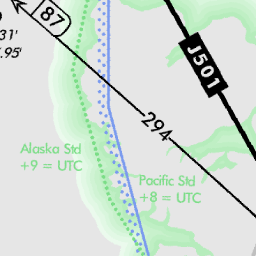 87
31'
.95'
J501
294
Alaska Std
+9 = UTC
Pacific Std
+8 = UTC